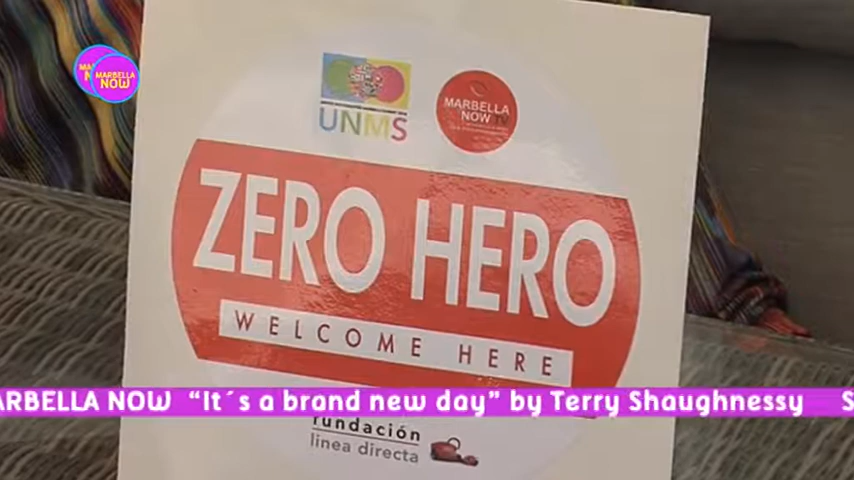 MARBELLA
NOW
UNMS
MARBELLA
NOW TV
ZERO HERO
WELCOME HERE
MARBELLA NOW "It´s a brand new day" by Terry Shaughnessy
fundación
línea directa